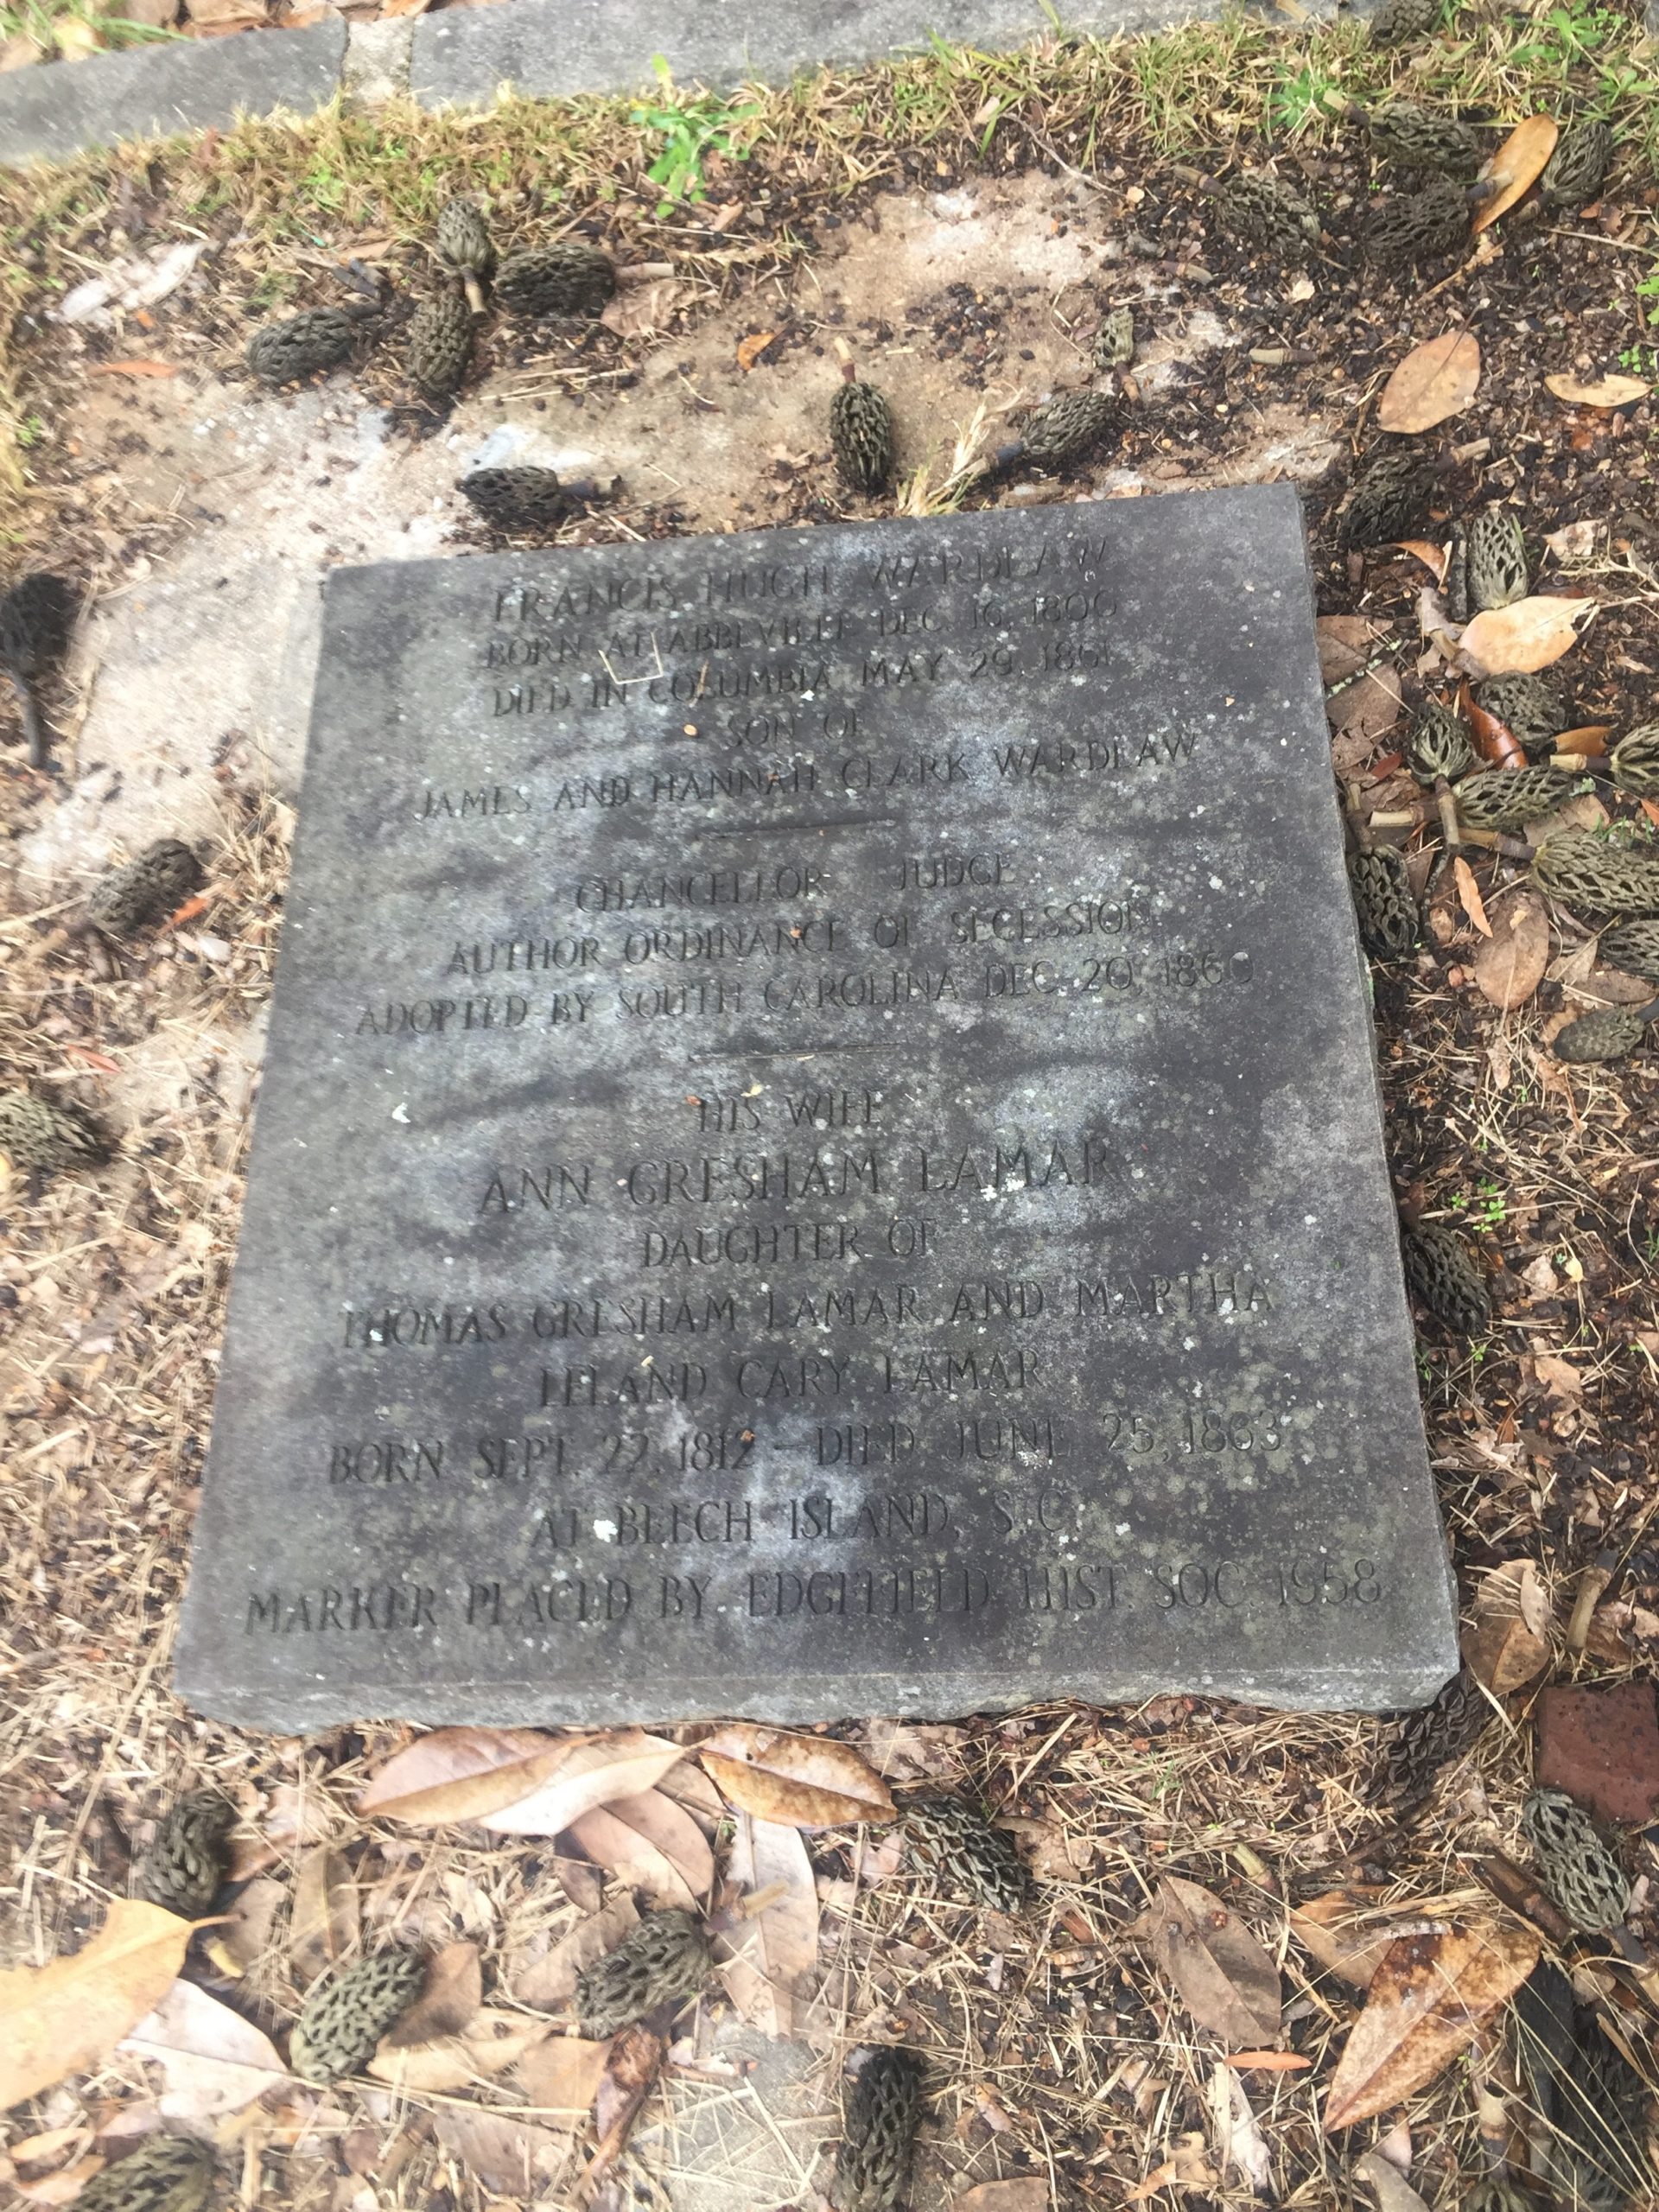 FRANCIS HUGH WARDLAW
BORN AT ABBEVILLE DEC. 16, 1800
DIED IN COLUMBIA MAY 29, 1861
SON OF
JAMES AND HANNAH CLARK WARDLAW
CHANCELLOR JUDGE
AUTHOR ORDINANCE OF SECESSION
ADOPTED BY SOUTH CAROLINA DEC. 20, 1860
HIS WIFE
ANN GRESHAM LAMAR
DAUGHTER OF
THOMAS GRESHAM LAMAR AND MARTHA
LELAND CARY LAMAR
BORN SEPT. 22, 1812 — DIED JUNE 25, 1863
AT BEECH ISLAND, S.C.
MARKER PLACED BY EDGEFIELD HIST. SOC. 1958